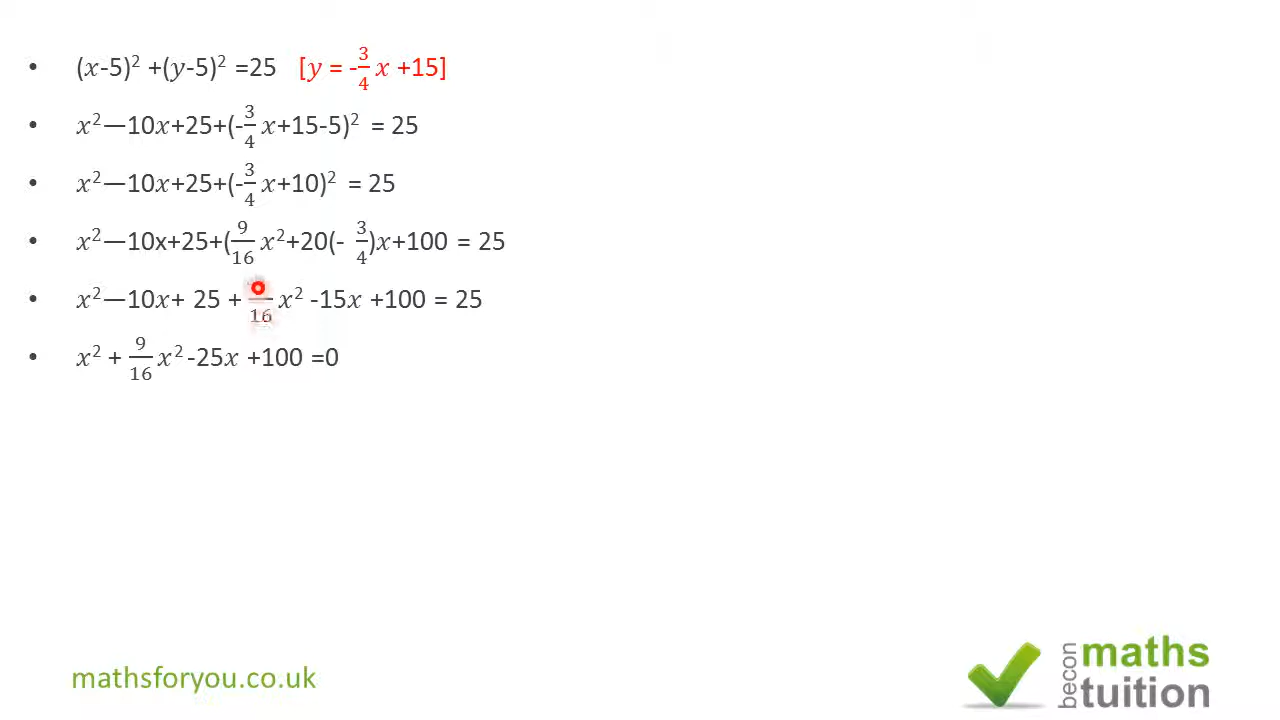 • (x-5)² +(y-5)² =25 [y = -3/4 x +15]
• x²—10x+25+(-3/4 x+15-5)² = 25
• x²—10x+25+(-3/4 x+10)² = 25
• x²—10x+25+(9/16 x²+20(- 3/4)x+100 = 25
• x²—10x+ 25 + /16 x² -15x +100 = 25
• x² + 9/16 x² -25x +100 =0
mathsforyou.co.uk
becon maths tuition